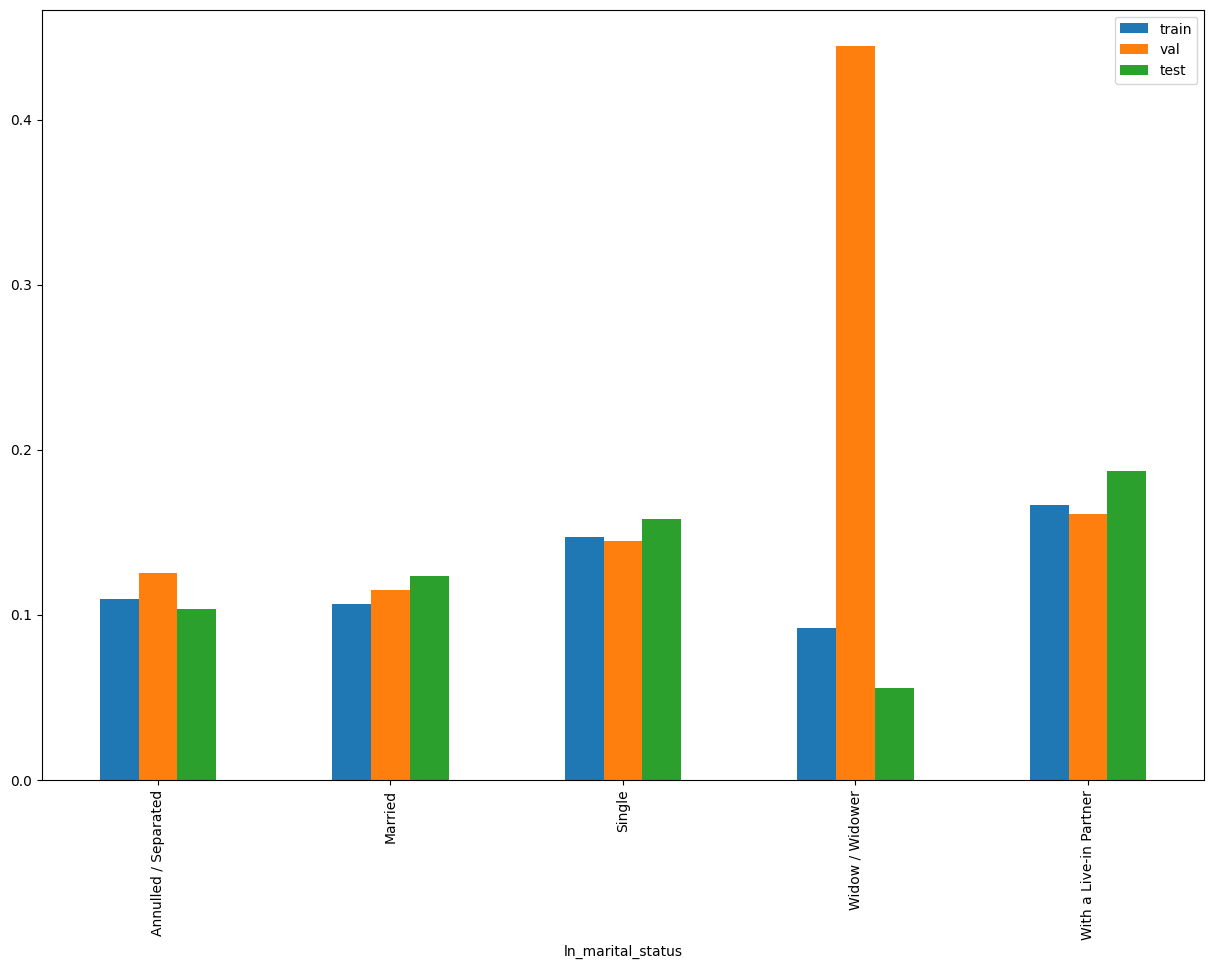 train
val
test
0.4
0.3
0.2
0.1
0.0
Annulled / Separated
Married
Single
Widow / Widower
With a Live-in Partner
ln_marital_status